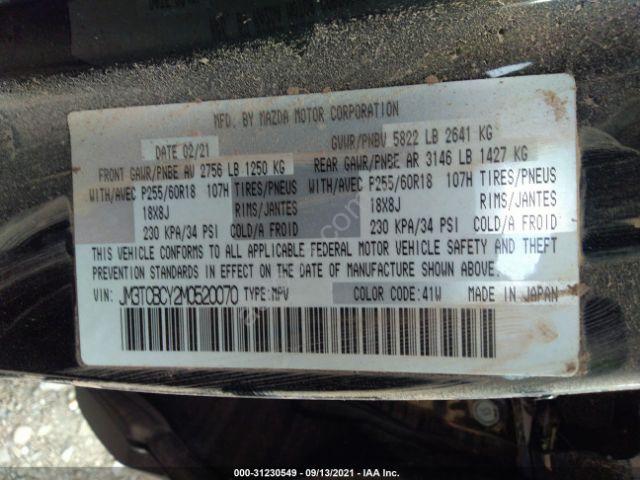 MFG. BY MAZDA MOTOR CORPORATION
DATE 02/21
GVWR/PNBV 5822 LB 2641 KG
FRONT GAWR/PNBE AV 2756 LB 1250 KG
REAR GAWR/PNBE AR 3146 LB 1427 KG
WITH/AVEC P255/60R18 107H TIRES/PNEUS
WITH/AVEC P255/60R18 107H TIRES/PNEUS
18X8J RIMS/JANTES
18X8J RIMS/JANTES
230 KPA/34 PSI COLD/A FROID
230 KPA/34 PSI COLD/A FROID
THIS VEHICLE CONFORMS TO ALL APPLICABLE FEDERAL MOTOR VEHICLE SAFETY AND THEFT
PREVENTION STANDARDS IN EFFECT ON THE DATE OF MANUFACTURE SHOWN ABOVE.
VIN: JM3TCBCY2M0520070 TYPE:MPV COLOR CODE:41W MADE IN JAPAN
000-31230549 - 09/13/2021 - IAA Inc.